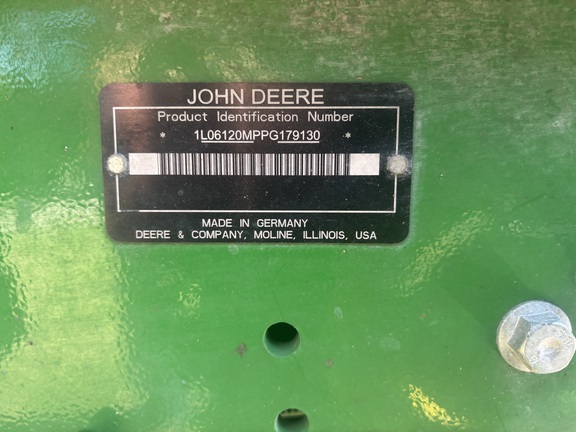 JOHN DEERE
Product Identification Number
* 1L06120MPPG179130 *
MADE IN GERMANY
DEERE & COMPANY, MOLINE, ILLINOIS, USA